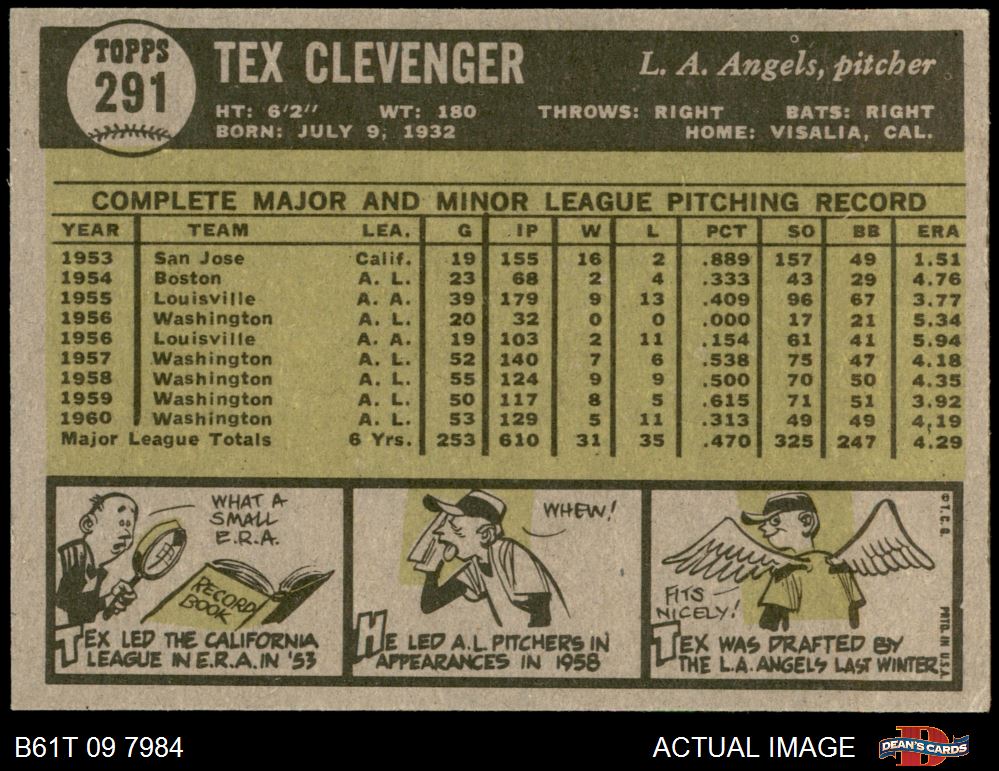 TOPPS
291
TEX CLEVENGER
L. A. Angels, pitcher
HT: 6'2" WT: 180 THROWS: RIGHT BATS: RIGHT
BORN: JULY 9, 1932 HOME: VISALIA, CAL.
COMPLETE MAJOR AND MINOR LEAGUE PITCHING RECORD
YEAR TEAM LEA. G IP W L PCT SO BB ERA
1953 San Jose Calif. 19 155 16 2 .889 157 49 1.51
1954 Boston A. L. 23 68 2 4 .333 43 29 4.76
1955 Louisville A. A. 39 179 9 13 .409 96 67 3.77
1956 Washington A. L. 20 32 0 0 .000 17 21 5.34
1956 Louisville A. A. 19 103 2 11 .154 61 41 5.94
1957 Washington A. L. 52 140 7 6 .538 75 47 4.18
1958 Washington A. L. 55 124 9 9 .500 70 50 4.35
1959 Washington A. L. 50 117 8 5 .615 71 51 3.92
1960 Washington A. L. 53 129 5 11 .313 49 49 4.19
Major League Totals 6 Yrs. 253 610 31 35 .470 325 247 4.29
WHAT A
SMALL
E.R.A.
RECORD
BOOK
TEX LED THE CALIFORNIA
LEAGUE IN E.R.A. IN '53
WHEW!
HE LED A.L. PITCHERS IN
APPEARANCES IN 1958
FITS
NICELY!
TEX WAS DRAFTED BY
THE L.A. ANGELS LAST WINTER.
© T.C.G.
PRTD. IN U.S.A.
B61T 09 7984
ACTUAL IMAGE
DEAN'S CARDS